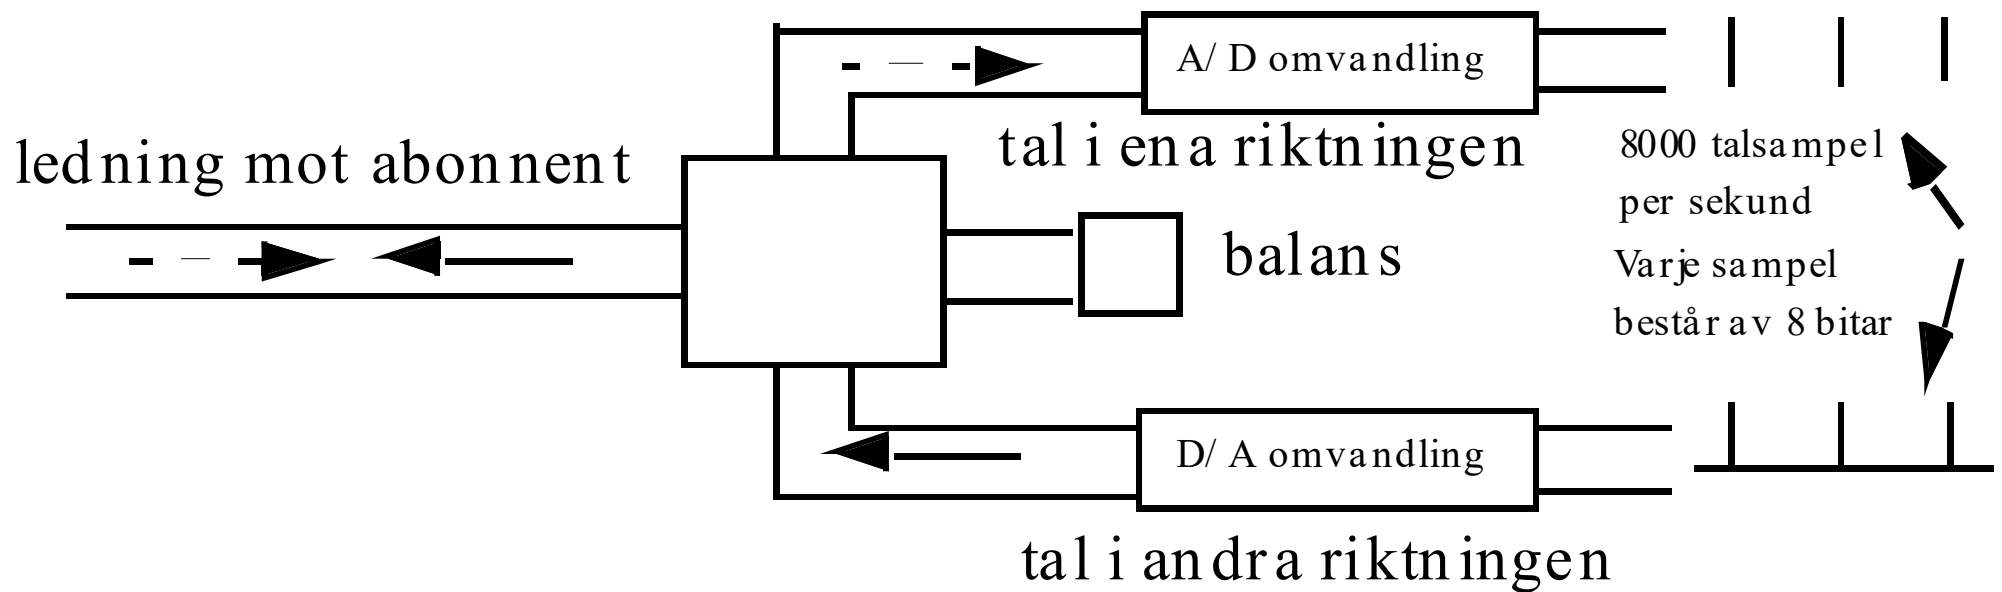 A/D omvandling
tal i ena riktningen
ledning mot abonnent
8000 talsampel
per sekund
balans
Varje sampel
består av 8 bitar
D/A omvandling
tal i andra riktningen